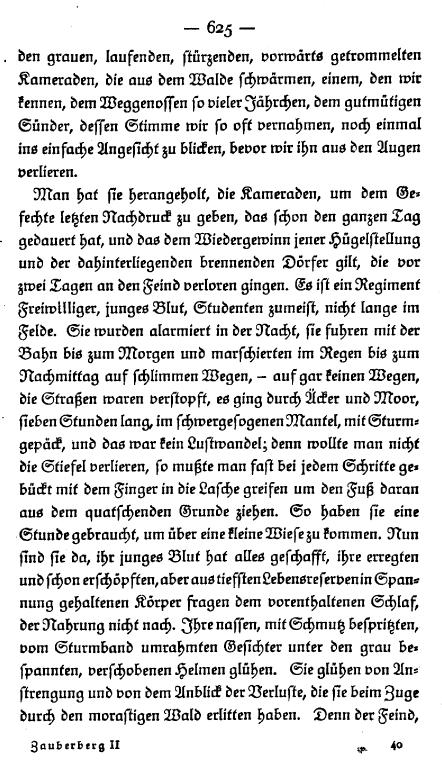 — 625 —
den grauen, laufenden, stürzenden, vorwärts getrommelten
Kameraden, die aus dem Walde schwärmen, einem, den wir
kennen, dem Weggenossen so vieler Jährchen, dem gutmütigen
Sünder, dessen Stimme wir so oft vernahmen, noch einmal
ins einfache Angesicht zu blicken, bevor wir ihn aus den Augen
verlieren.
Man hat sie herangeholt, die Kameraden, um dem Ge-
fechte letzten Nachdruck zu geben, das schon den ganzen Tag
gedauert hat, und das dem Wiedergewinn jener Hügelstellung
und der dahinterliegenden brennenden Dörfer gilt, die vor
zwei Tagen an den Feind verloren gingen. Es ist ein Regiment
Freiwilliger, junges Blut, Studenten zumeist, nicht lange im
Felde. Sie wurden alarmiert in der Nacht, sie fuhren mit der
Bahn bis zum Morgen und marschierten im Regen bis zum
Nachmittag auf schlimmen Wegen, – auf gar keinen Wegen,
die Straßen waren verstopft, es ging durch Äcker und Moor,
sieben Stunden lang, im schwergesogenen Mantel, mit Sturm-
gepäck, und das war kein Lustwandel; denn wollte man nicht
die Stiefel verlieren, so mußte man fast bei jedem Schritte ge-
bückt mit dem Finger in die Lasche greifen um den Fuß daran
aus dem quatschenden Grunde ziehen. So haben sie eine
Stunde gebraucht, um über eine kleine Wiese zu kommen. Nun
sind sie da, ihr junges Blut hat alles geschafft, ihre erregten
und schon erschöpften, aber aus tiefsten Lebensreserven in Span-
nung gehaltenen Körper fragen dem vorenthaltenen Schlaf,
der Nahrung nicht nach. Ihre nassen, mit Schmutz bespritzten,
vom Sturmband umrahmten Gesichter unter den grau be-
spannten, verschobenen Helmen glühen. Sie glühen von An-
strengung und von dem Anblick der Verluste, die sie beim Zuge
durch den morastigen Wald erlitten haben. Denn der Feind,
Zauberberg II 40